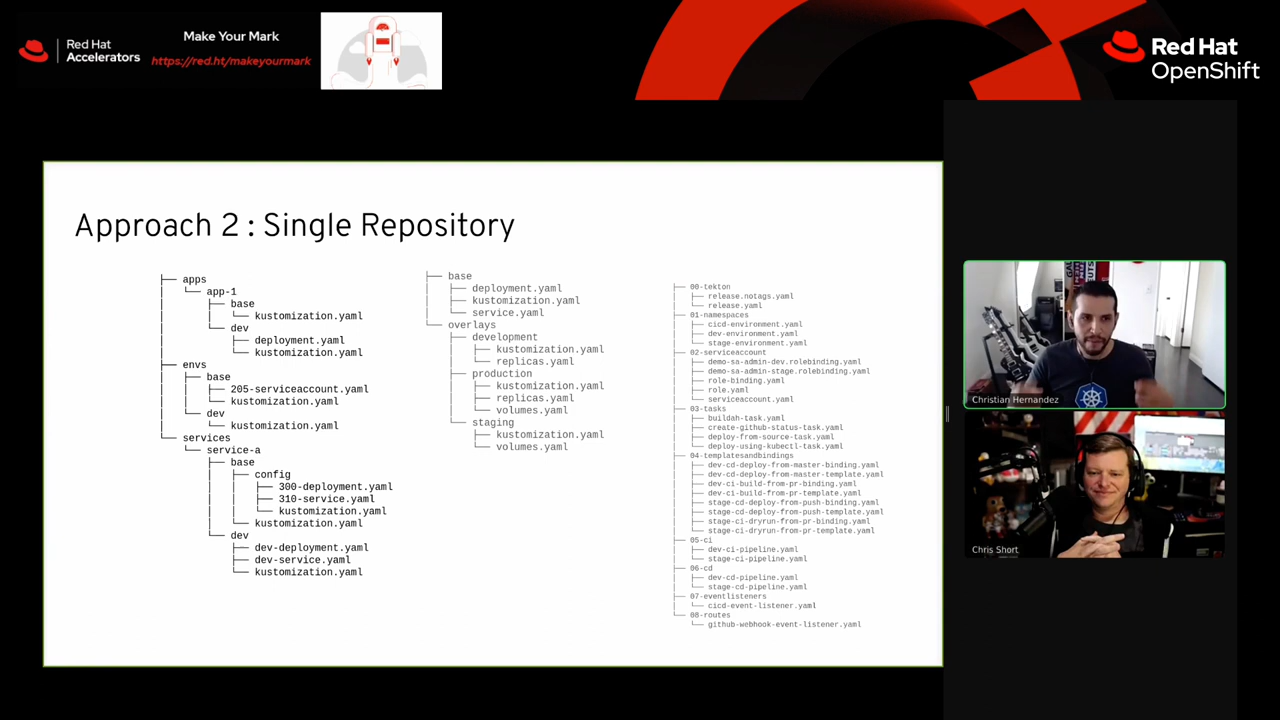 Red Hat
Accelerators
Make Your Mark
https://red.ht/makeyourmark
Red Hat
OpenShift
Approach 2 : Single Repository
├── apps
│   └── app-1
│       ├── base
│       │   └── kustomization.yaml
│       └── dev
│           ├── deployment.yaml
│           └── kustomization.yaml
├── envs
│   ├── base
│   │   ├── 205-serviceaccount.yaml
│   │   └── kustomization.yaml
│   └── dev
│       └── kustomization.yaml
└── services
    └── service-a
        ├── base
        │   ├── config
        │   │   ├── 300-deployment.yaml
        │   │   ├── 310-service.yaml
        │   │   └── kustomization.yaml
        │   └── kustomization.yaml
        └── dev
            ├── dev-deployment.yaml
            ├── dev-service.yaml
            └── kustomization.yaml
├── base
│   ├── deployment.yaml
│   ├── kustomization.yaml
│   └── service.yaml
└── overlays
    ├── development
    │   ├── kustomization.yaml
    │   └── replicas.yaml
    ├── production
    │   ├── kustomization.yaml
    │   ├── replicas.yaml
    │   └── volumes.yaml
    └── staging
        ├── kustomization.yaml
        └── volumes.yaml
├── 00-tekton
│   ├── release.notags.yaml
│   └── release.yaml
├── 01-namespaces
│   ├── cicd-environment.yaml
│   ├── dev-environment.yaml
│   └── stage-environment.yaml
├── 02-serviceaccount
│   ├── demo-sa-admin-dev.rolebinding.yaml
│   ├── demo-sa-admin-stage.rolebinding.yaml
│   ├── role-binding.yaml
│   ├── role.yaml
│   └── serviceaccount.yaml
├── 03-tasks
│   ├── buildah-task.yaml
│   ├── create-github-status-task.yaml
│   ├── deploy-from-source-task.yaml
│   └── deploy-using-kubectl-task.yaml
├── 04-templatesandbindings
│   ├── dev-cd-deploy-from-master-binding.yaml
│   ├── dev-cd-deploy-from-master-template.yaml
│   ├── dev-ci-build-from-pr-binding.yaml
│   ├── dev-ci-build-from-pr-template.yaml
│   ├── stage-cd-deploy-from-push-binding.yaml
│   ├── stage-cd-deploy-from-push-template.yaml
│   ├── stage-ci-dryrun-from-pr-binding.yaml
│   └── stage-ci-dryrun-from-pr-template.yaml
├── 05-ci
│   ├── dev-ci-pipeline.yaml
│   └── stage-ci-pipeline.yaml
├── 06-cd
│   ├── dev-cd-pipeline.yaml
│   └── stage-cd-pipeline.yaml
├── 07-eventlisteners
│   └── cicd-event-listener.yaml
└── 08-routes
    └── github-webhook-event-listener.yaml
Christian Hernandez
Chris Short